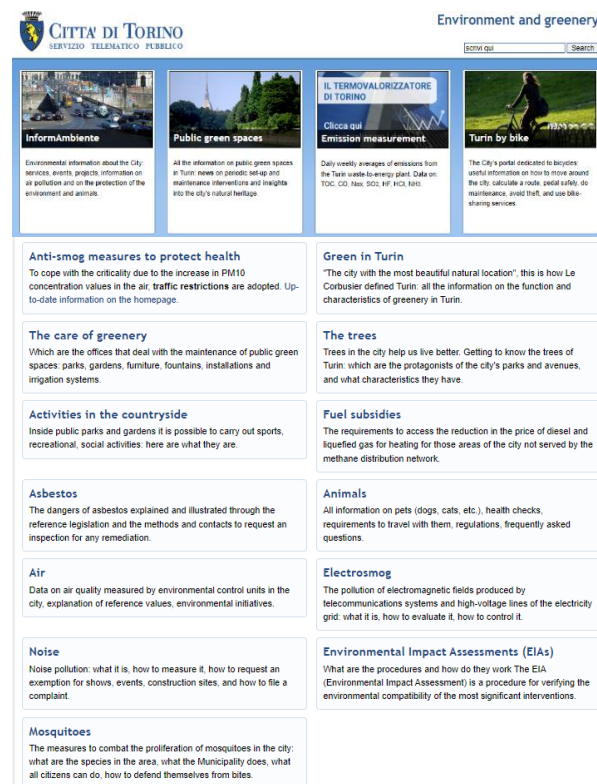 CITTA' DI TORINO
SERVIZIO TELEMATICO PUBBLICO
Environment and greenery
scrivi qui
Search
InformAmbiente
Environmental information about the City:
services, events, projects, information on
air pollution and on the protection of the
environment and animals.
Public green spaces
All the information on public green spaces
in Turin: news on periodic set-up and
maintenance interventions and insights
into the city's natural heritage.
IL TERMOVALORIZZATORE
DI TORINO
Clicca qui
Emission measurement
Daily weekly averages of emissions from
the Turin waste-to-energy plant. Data on:
TOC, CO, Nox, SO2, HF, HCl, NH3.
Turin by bike
The City's portal dedicated to bicycles:
useful information on how to move around
the city, calculate a route, pedal safely, do
maintenance, avoid theft, and use bike-
sharing services.
Anti-smog measures to protect health
To cope with the criticality due to the increase in PM10
concentration values in the air, traffic restrictions are adopted. Up-
to-date information on the homepage.
Green in Turin
"The city with the most beautiful natural location", this is how Le
Corbusier defined Turin: all the information on the function and
characteristics of greenery in Turin.
The care of greenery
Which are the offices that deal with the maintenance of public green
spaces: parks, gardens, furniture, fountains, installations and
irrigation systems.
The trees
Trees in the city help us live better. Getting to know the trees of
Turin: which are the protagonists of the city's parks and avenues,
and what characteristics they have.
Activities in the countryside
Inside public parks and gardens it is possible to carry out sports,
recreational, social activities: here are what they are.
Fuel subsidies
The requirements to access the reduction in the price of diesel and
liquefied gas for heating for those areas of the city not served by the
methane distribution network.
Asbestos
The dangers of asbestos explained and illustrated through the
reference legislation and the methods and contacts to request an
inspection for any remediation.
Animals
All information on pets (dogs, cats, etc.), health checks,
requirements to travel with them, regulations, frequently asked
questions.
Air
Data on air quality measured by environmental control units in the
city, explanation of reference values, environmental initiatives.
Electrosmog
The pollution of electromagnetic fields produced by
telecommunications systems and high-voltage lines of the electricity
grid: what it is, how to evaluate it, how to control it.
Noise
Noise pollution: what it is, how to measure it, how to request an
exemption for shows, events, construction sites, and how to file a
complaint.
Environmental Impact Assessments (EIAs)
What are the procedures and how do they work The EIA
(Environmental Impact Assessment) is a procedure for verifying the
environmental compatibility of the most significant interventions.
Mosquitoes
The measures to combat the proliferation of mosquitoes in the city:
what are the species in the area, what the Municipality does, what
all citizens can do, how to defend themselves from bites.